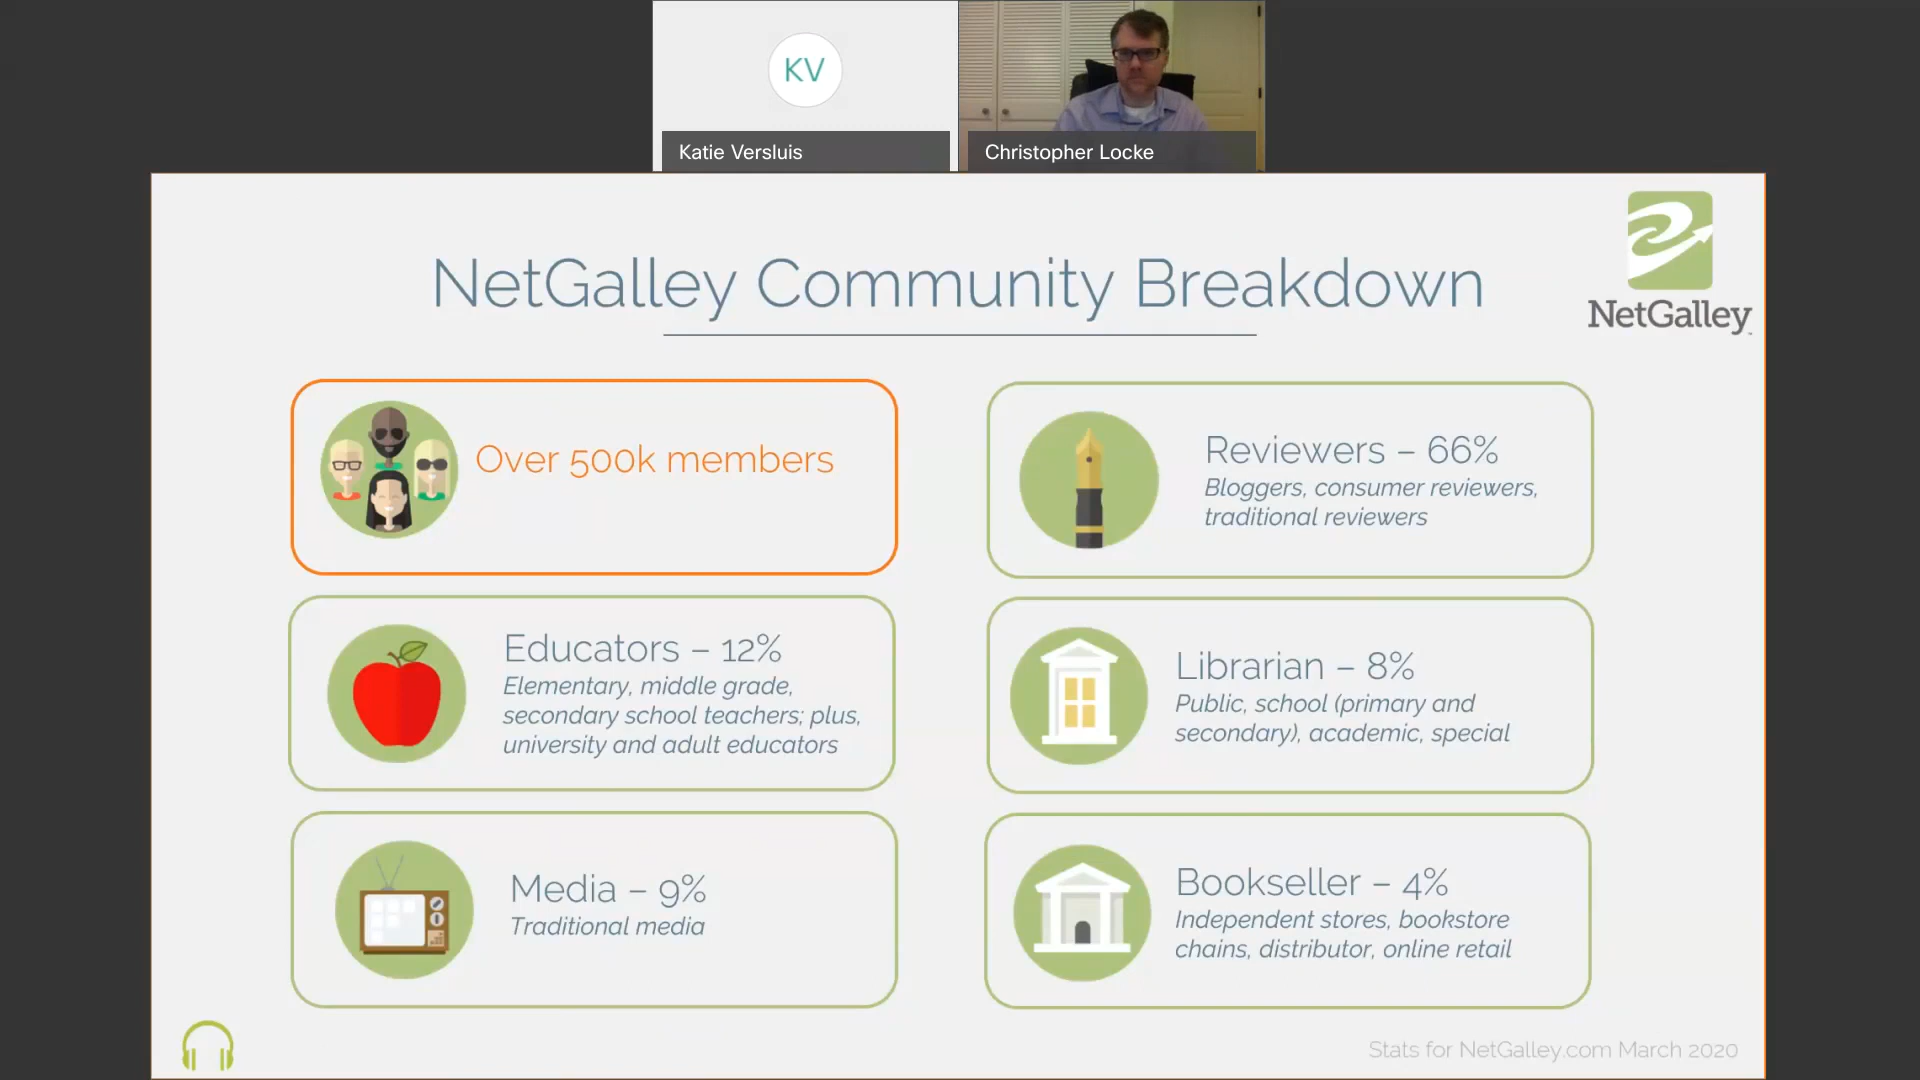 KV
Katie Versluis
Christopher Locke
NetGalley Community Breakdown
NetGalley
Over 500k members
Reviewers – 66%
Bloggers, consumer reviewers,
traditional reviewers
Educators – 12%
Elementary, middle grade,
secondary school teachers; plus,
university and adult educators
Librarian – 8%
Public, school (primary and
secondary), academic, special
Media – 9%
Traditional media
Bookseller – 4%
Independent stores, bookstore
chains, distributor, online retail
Stats for NetGalley.com March 2020